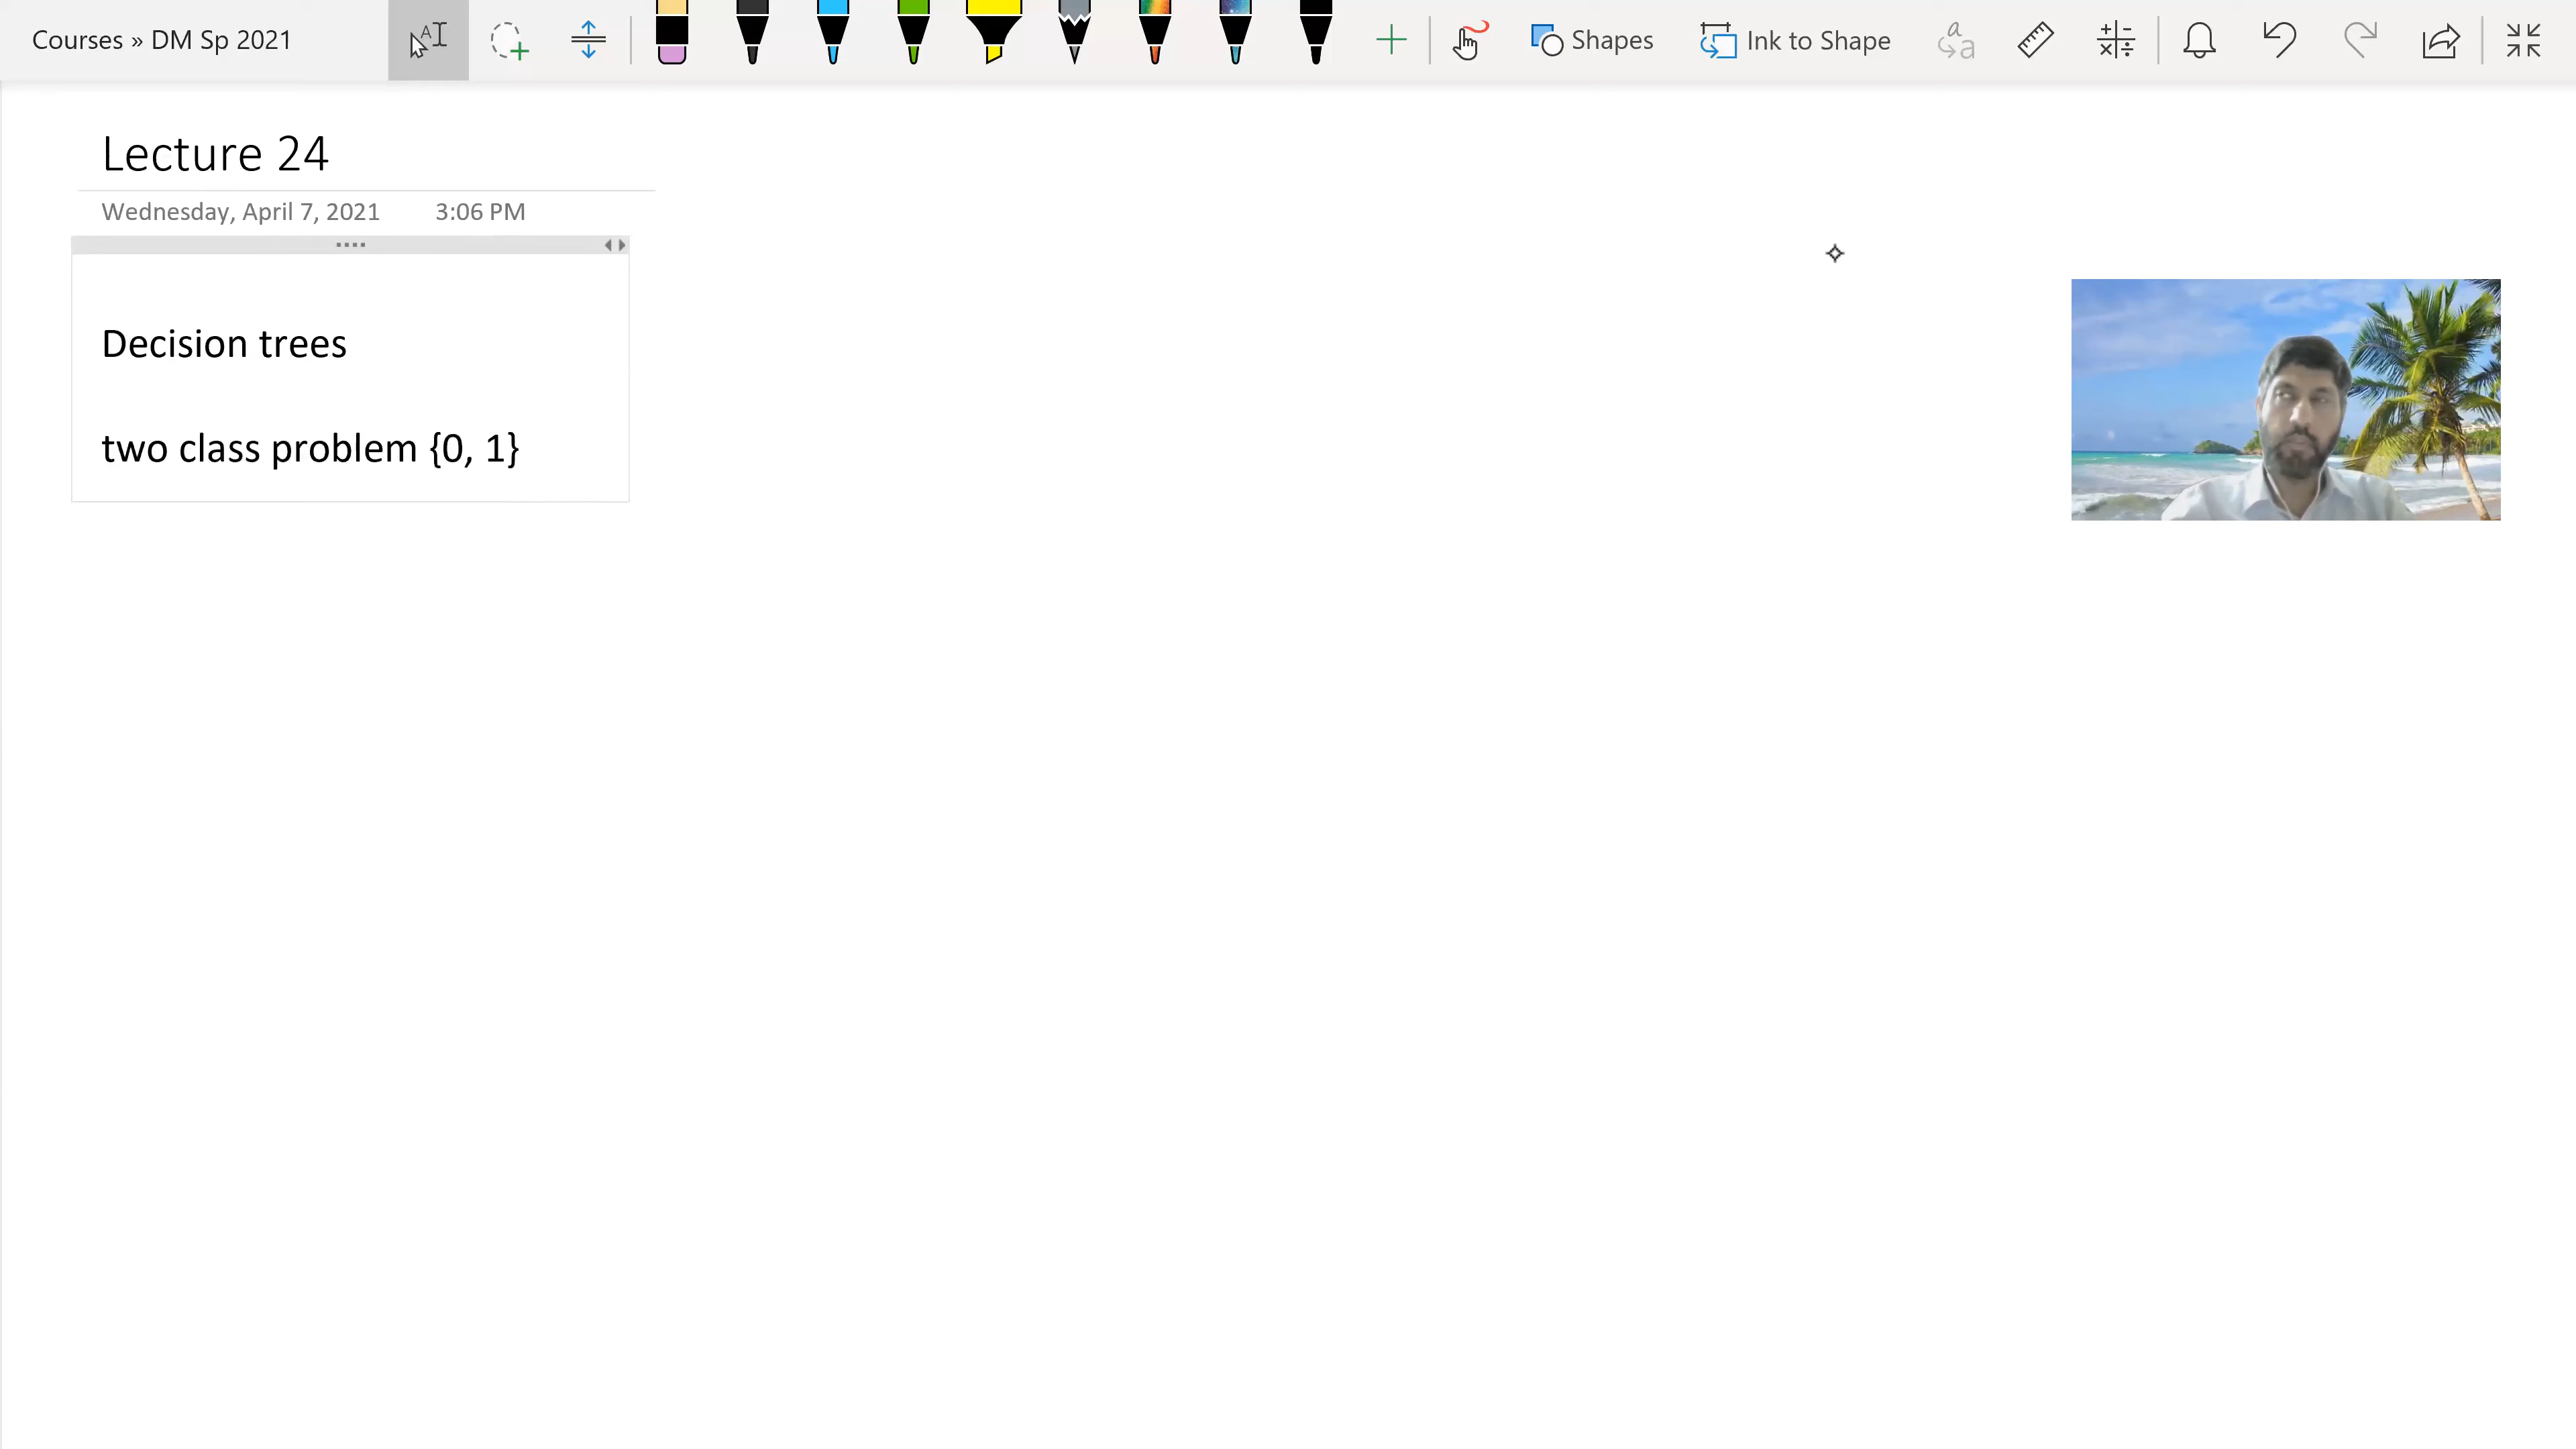 Courses » DM Sp 2021
Shapes
Ink to Shape
Lecture 24
Wednesday, April 7, 2021 3:06 PM
Decision trees
two class problem {0, 1}